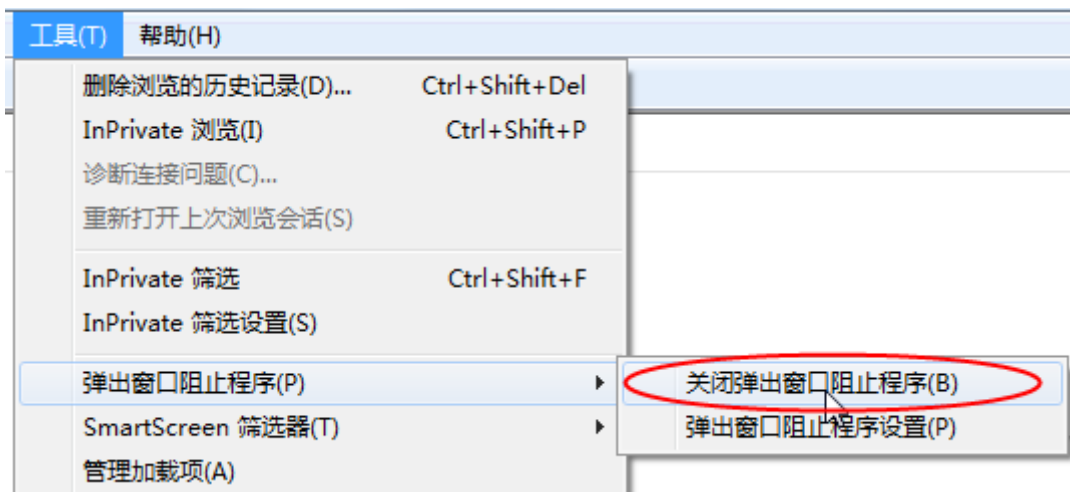 工具(T) 帮助(H)
删除浏览的历史记录(D)... Ctrl+Shift+Del
InPrivate 浏览(I) Ctrl+Shift+P
诊断连接问题(C)...
重新打开上次浏览会话(S)
InPrivate 筛选 Ctrl+Shift+F
InPrivate 筛选设置(S)
弹出窗口阻止程序(P) 关闭弹出窗口阻止程序(B)
SmartScreen 筛选器(T) 弹出窗口阻止程序设置(P)
管理加载项(A)